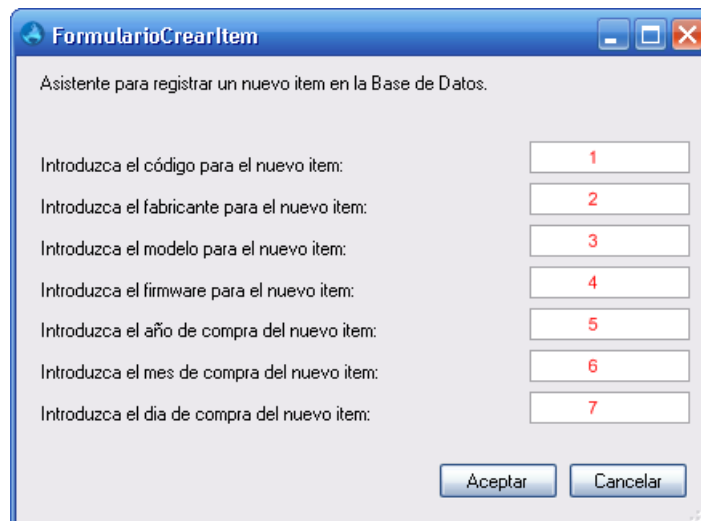 FormularioCrearItem
Asistente para registrar un nuevo item en la Base de Datos.
Introduzca el código para el nuevo item: 1
Introduzca el fabricante para el nuevo item: 2
Introduzca el modelo para el nuevo item: 3
Introduzca el firmware para el nuevo item: 4
Introduzca el año de compra del nuevo item: 5
Introduzca el mes de compra del nuevo item: 6
Introduzca el dia de compra del nuevo item: 7
Aceptar Cancelar